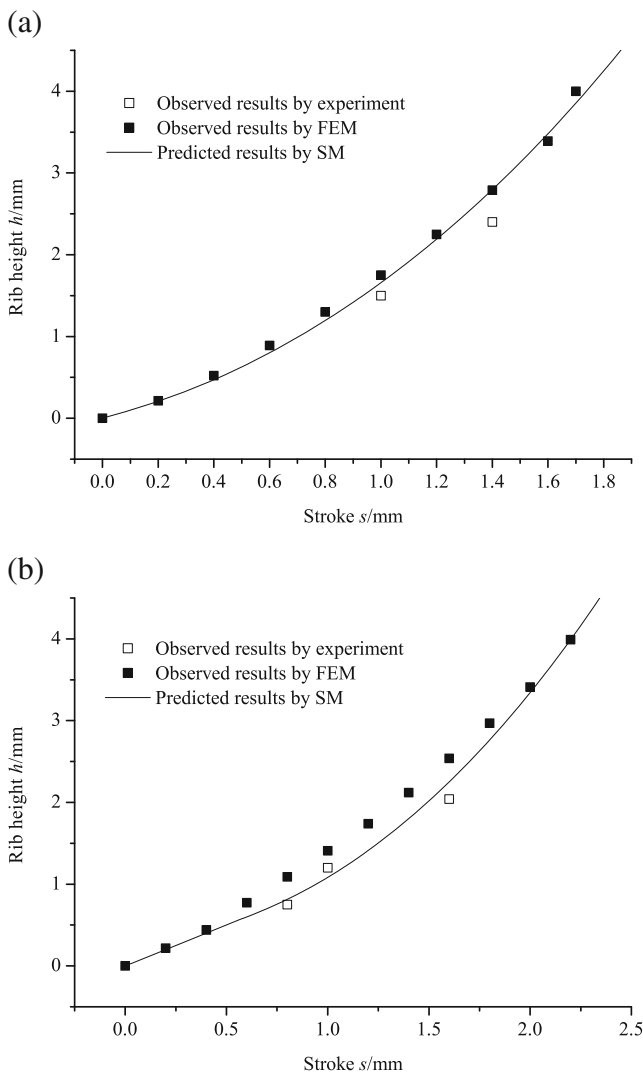 (a)
4
3
2
1
0
Rib height h/mm
Observed results by experiment
Observed results by FEM
Predicted results by SM
0.0 0.2 0.4 0.6 0.8 1.0 1.2 1.4 1.6 1.8
Stroke s/mm
(b)
4
3
2
1
0
Rib height h/mm
Observed results by experiment
Observed results by FEM
Predicted results by SM
0.0 0.5 1.0 1.5 2.0 2.5
Stroke s/mm